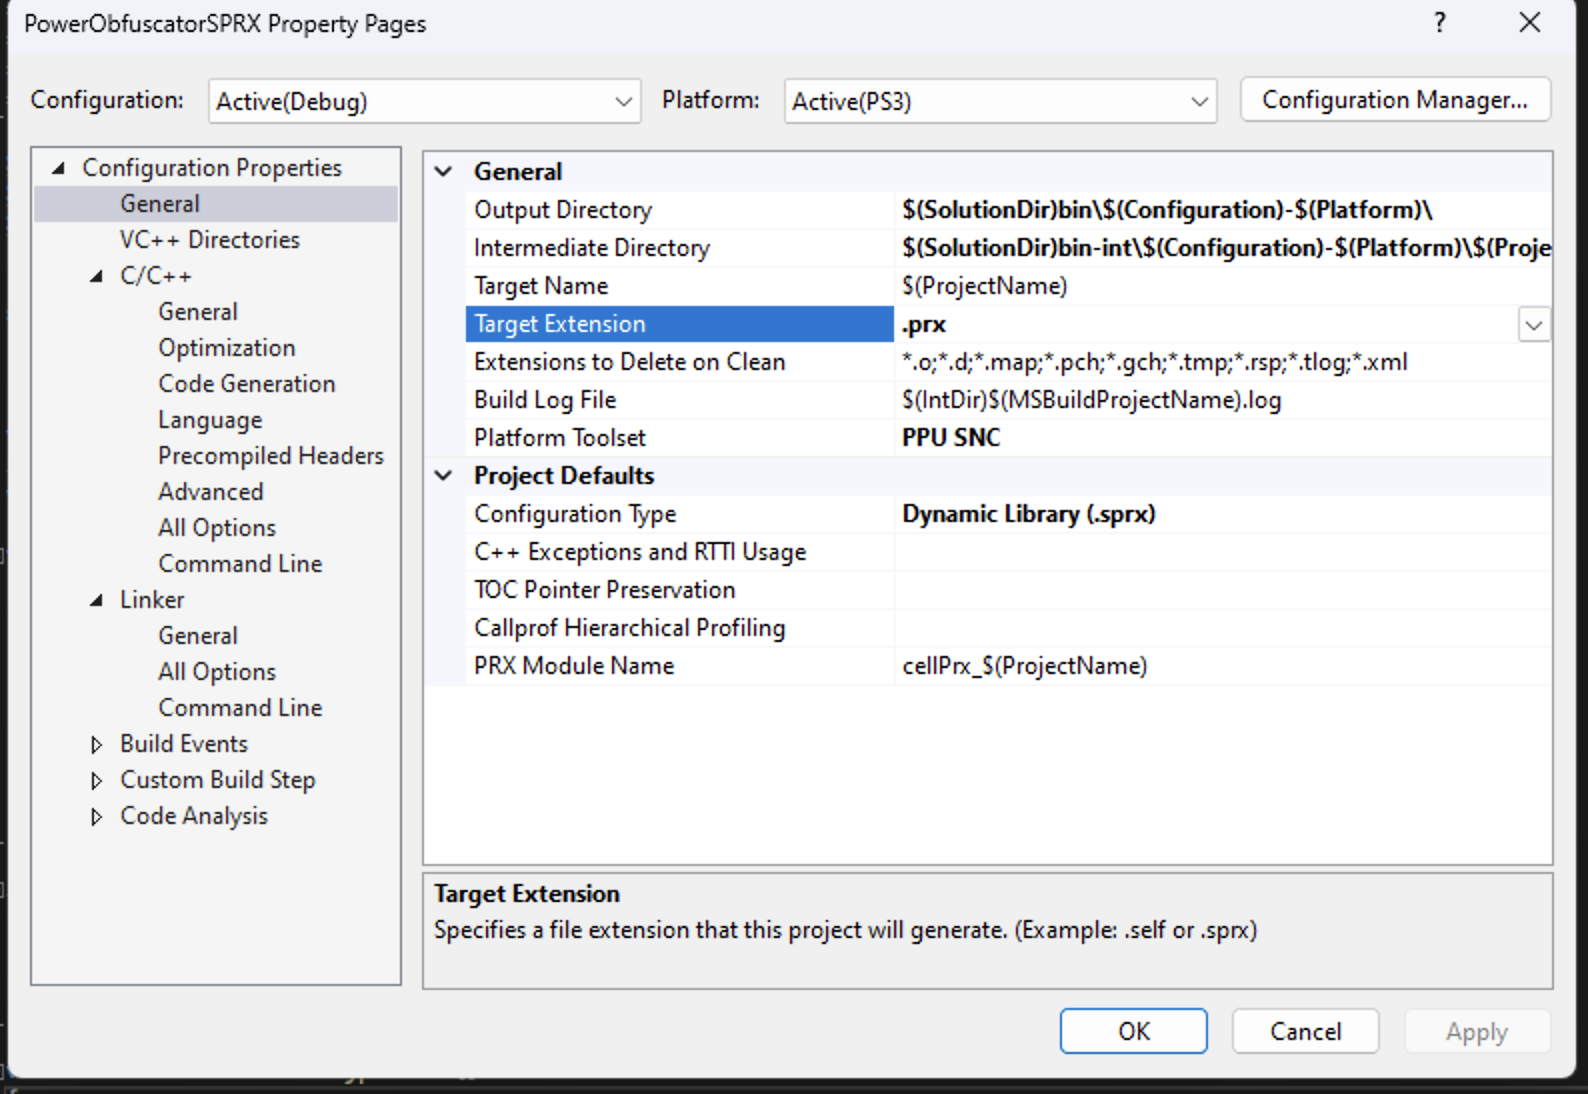 PowerObfuscatorSPRX Property Pages
? ×
Configuration: Active(Debug) Platform: Active(PS3) Configuration Manager...
Configuration Properties
General
VC++ Directories
C/C++
General
Optimization
Code Generation
Language
Precompiled Headers
Advanced
All Options
Command Line
Linker
General
All Options
Command Line
Build Events
Custom Build Step
Code Analysis
General
Output Directory $(SolutionDir)bin\$(Configuration)-$(Platform)\
Intermediate Directory $(SolutionDir)bin-int\$(Configuration)-$(Platform)\$(Proje
Target Name $(ProjectName)
Target Extension .prx
Extensions to Delete on Clean *.o;*.d;*.map;*.pch;*.gch;*.tmp;*.rsp;*.tlog;*.xml
Build Log File $(IntDir)$(MSBuildProjectName).log
Platform Toolset PPU SNC
Project Defaults
Configuration Type Dynamic Library (.sprx)
C++ Exceptions and RTTI Usage
TOC Pointer Preservation
Callprof Hierarchical Profiling
PRX Module Name cellPrx_$(ProjectName)
Target Extension
Specifies a file extension that this project will generate. (Example: .self or .sprx)
OK Cancel Apply